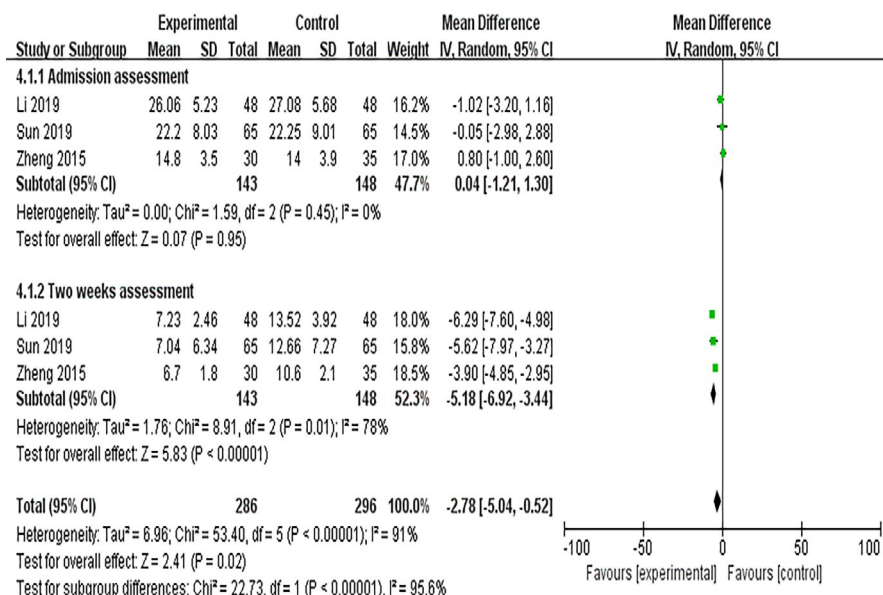 Experimental Control Mean Difference Mean Difference
Study or Subgroup Mean SD Total Mean SD Total Weight IV, Random, 95% CI IV, Random, 95% CI
4.1.1 Admission assessment
Li 2019 26.06 5.23 48 27.08 5.68 48 16.2% -1.02 [-3.20, 1.16]
Sun 2019 22.2 8.03 65 22.25 9.01 65 14.5% -0.05 [-2.98, 2.88]
Zheng 2015 14.8 3.5 30 14 3.9 35 17.0% 0.80 [-1.00, 2.60]
Subtotal (95% CI) 143 148 47.7% 0.04 [-1.21, 1.30]
Heterogeneity: Tau² = 0.00; Chi² = 1.59, df = 2 (P = 0.45); I² = 0%
Test for overall effect: Z = 0.07 (P = 0.95)
4.1.2 Two weeks assessment
Li 2019 7.23 2.46 48 13.52 3.92 48 18.0% -6.29 [-7.60, -4.98]
Sun 2019 7.04 6.34 65 12.66 7.27 65 15.8% -5.62 [-7.97, -3.27]
Zheng 2015 6.7 1.8 30 10.6 2.1 35 18.5% -3.90 [-4.85, -2.95]
Subtotal (95% CI) 143 148 52.3% -5.18 [-6.92, -3.44]
Heterogeneity: Tau² = 1.76; Chi² = 8.91, df = 2 (P = 0.01); I² = 78%
Test for overall effect: Z = 5.83 (P < 0.00001)
Total (95% CI) 286 296 100.0% -2.78 [-5.04, -0.52]
Heterogeneity: Tau² = 6.96; Chi² = 53.40, df = 5 (P < 0.00001); I² = 91%
Test for overall effect: Z = 2.41 (P = 0.02)
Test for subgroup differences: Chi² = 22.73, df = 1 (P < 0.00001), I² = 95.6%
-100 -50 0 50 100
Favours [experimental] Favours [control]